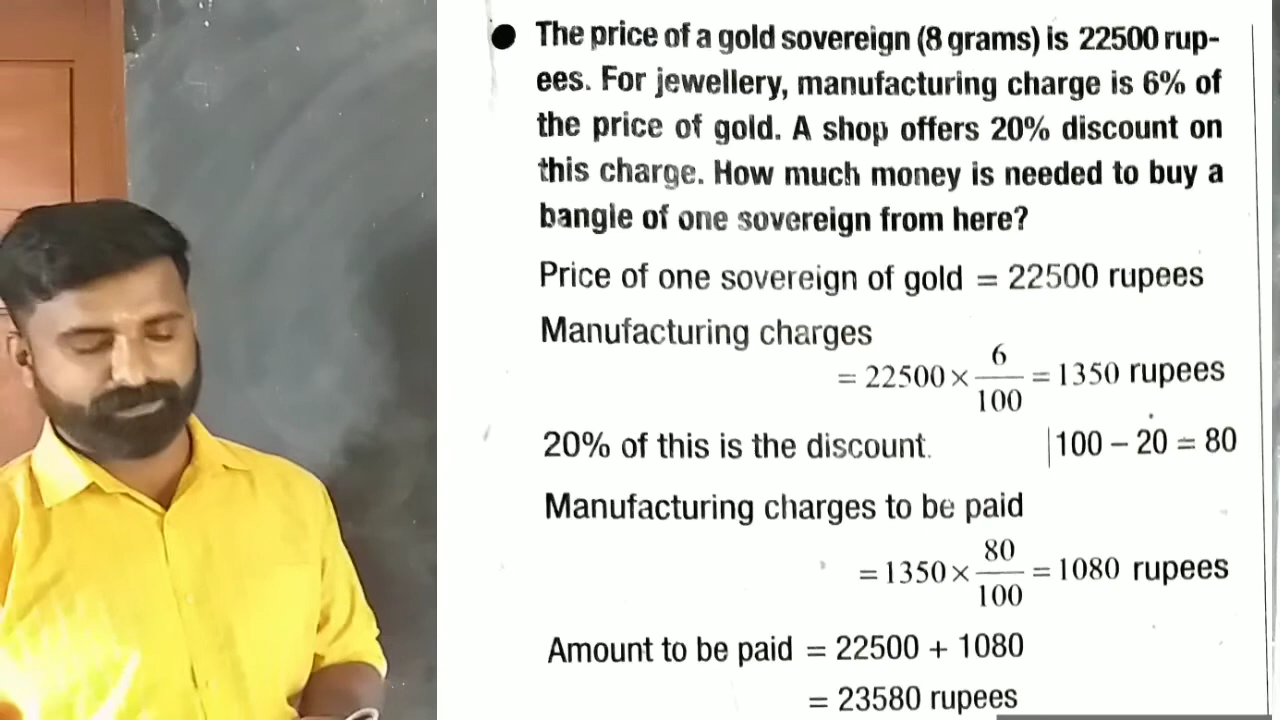 ● The price of a gold sovereign (8 grams) is 22500 rup-
ees. For jewellery, manufacturing charge is 6% of
the price of gold. A shop offers 20% discount on
this charge. How much money is needed to buy a
bangle of one sovereign from here?
Price of one sovereign of gold = 22500 rupees
Manufacturing charges
= 22500 × 6/100 = 1350 rupees
20% of this is the discount. |100 – 20 = 80
Manufacturing charges to be paid
= 1350 × 80/100 = 1080 rupees
Amount to be paid = 22500 + 1080
= 23580 rupees